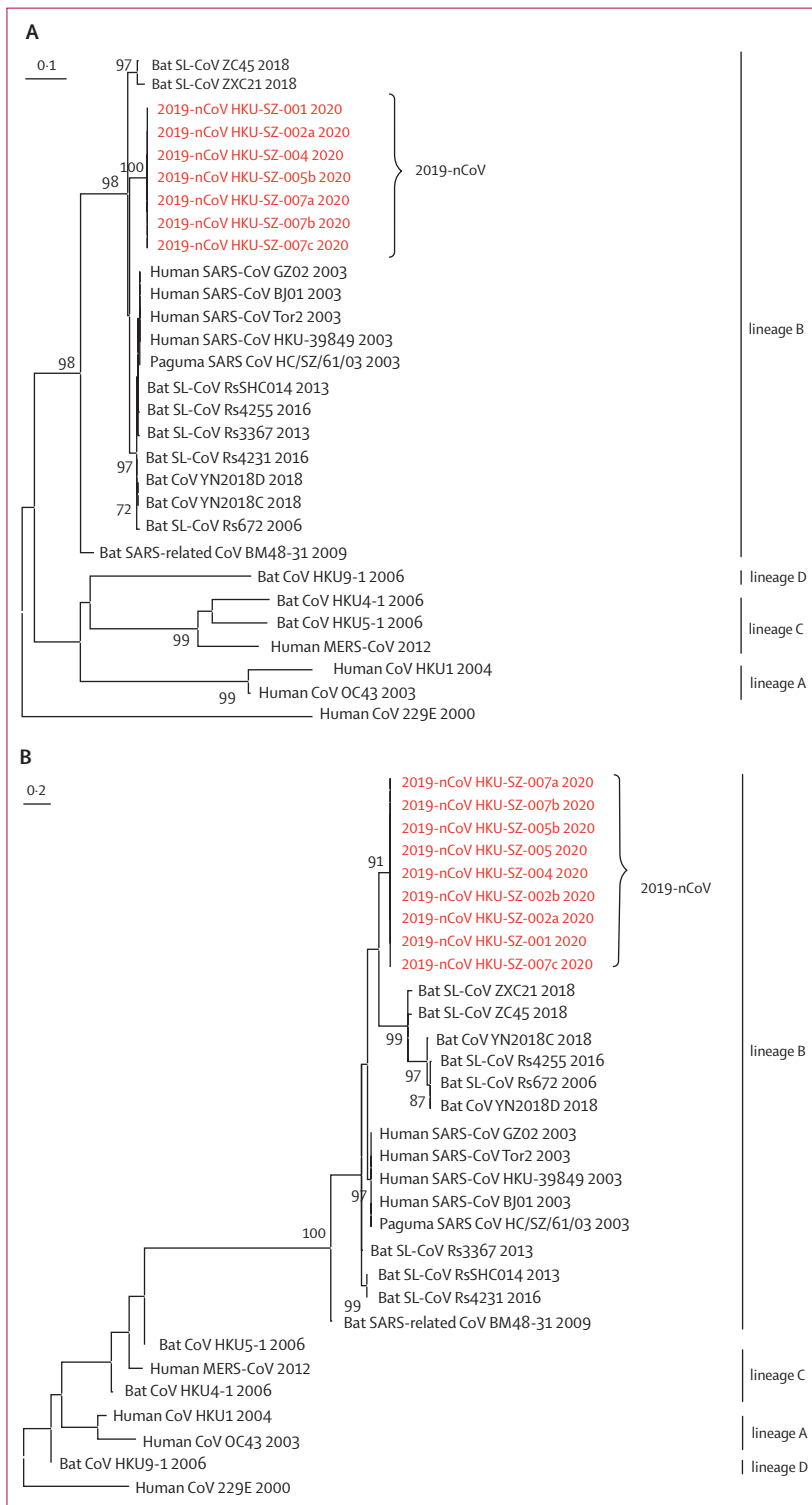 A
0·1
97
Bat SL-CoV ZC45 2018
Bat SL-CoV ZXC21 2018
2019-nCoV HKU-SZ-001 2020
2019-nCoV HKU-SZ-002a 2020
2019-nCoV HKU-SZ-004 2020
100
2019-nCoV HKU-SZ-005b 2020
2019-nCoV
98
2019-nCoV HKU-SZ-007a 2020
2019-nCoV HKU-SZ-007b 2020
2019-nCoV HKU-SZ-007c 2020
Human SARS-CoV GZ02 2003
Human SARS-CoV BJ01 2003
Human SARS-CoV Tor2 2003
lineage B
Human SARS-CoV HKU-39849 2003
98
Paguma SARS CoV HC/SZ/61/03 2003
Bat SL-CoV RsSHC014 2013
Bat SL-CoV Rs4255 2016
Bat SL-CoV Rs3367 2013
Bat SL-CoV Rs4231 2016
97
Bat CoV YN2018D 2018
Bat CoV YN2018C 2018
72
Bat SL-CoV Rs672 2006
Bat SARS-related CoV BM48-31 2009
Bat CoV HKU9-1 2006
lineage D
Bat CoV HKU4-1 2006
Bat CoV HKU5-1 2006
lineage C
99
Human MERS-CoV 2012
Human CoV HKU1 2004
lineage A
99
Human CoV OC43 2003
Human CoV 229E 2000
B
0·2
2019-nCoV HKU-SZ-007a 2020
2019-nCoV HKU-SZ-007b 2020
2019-nCoV HKU-SZ-005b 2020
2019-nCoV HKU-SZ-005 2020
91
2019-nCoV HKU-SZ-004 2020
2019-nCoV
2019-nCoV HKU-SZ-002b 2020
2019-nCoV HKU-SZ-002a 2020
2019-nCoV HKU-SZ-001 2020
2019-nCoV HKU-SZ-007c 2020
Bat SL-CoV ZXC21 2018
Bat SL-CoV ZC45 2018
99
Bat CoV YN2018C 2018
lineage B
Bat SL-CoV Rs4255 2016
97
Bat SL-CoV Rs672 2006
87
Bat CoV YN2018D 2018
Human SARS-CoV GZ02 2003
Human SARS-CoV Tor2 2003
Human SARS-CoV HKU-39849 2003
97
Human SARS-CoV BJ01 2003
Paguma SARS CoV HC/SZ/61/03 2003
100
Bat SL-CoV Rs3367 2013
Bat SL-CoV RsSHC014 2013
99
Bat SL-CoV Rs4231 2016
Bat SARS-related CoV BM48-31 2009
Bat CoV HKU5-1 2006
Human MERS-CoV 2012
lineage C
Bat CoV HKU4-1 2006
Human CoV HKU1 2004
lineage A
Human CoV OC43 2003
Bat CoV HKU9-1 2006
lineage D
Human CoV 229E 2000